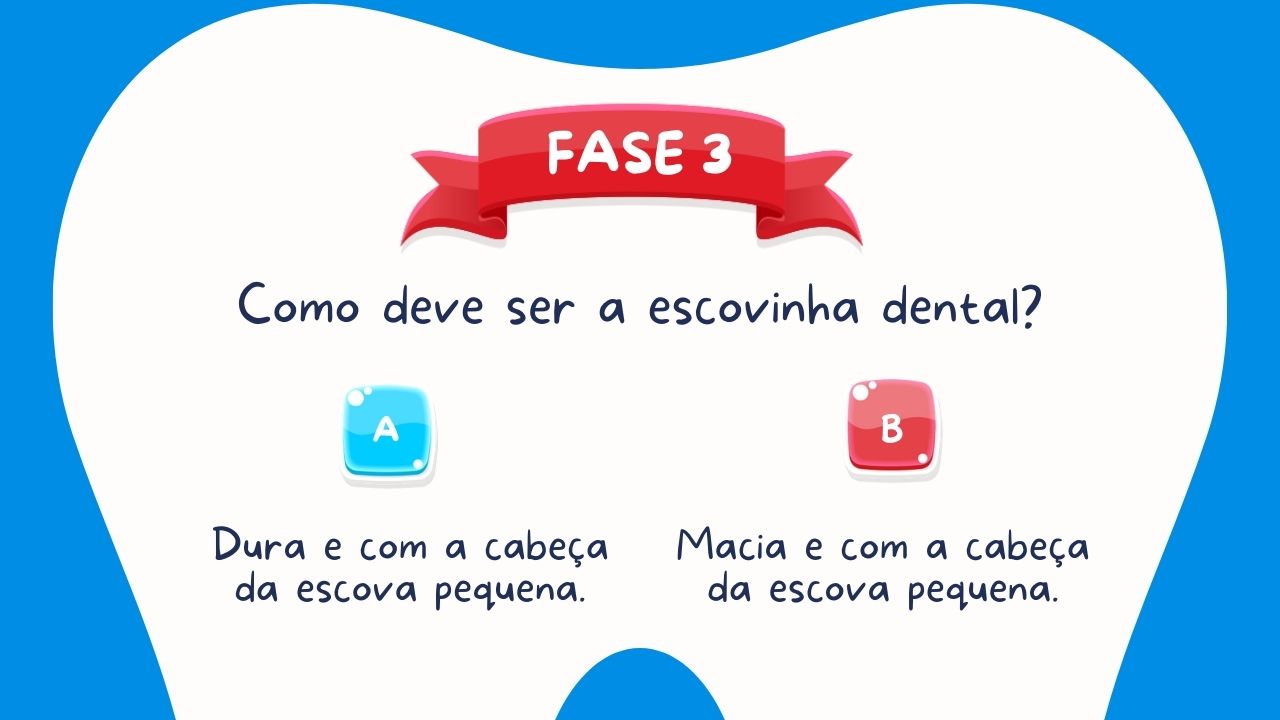 FASE 3
Como deve ser a escovinha dental?
A
B
Dura e com a cabeça
da escova pequena.
Macia e com a cabeça
da escova pequena.